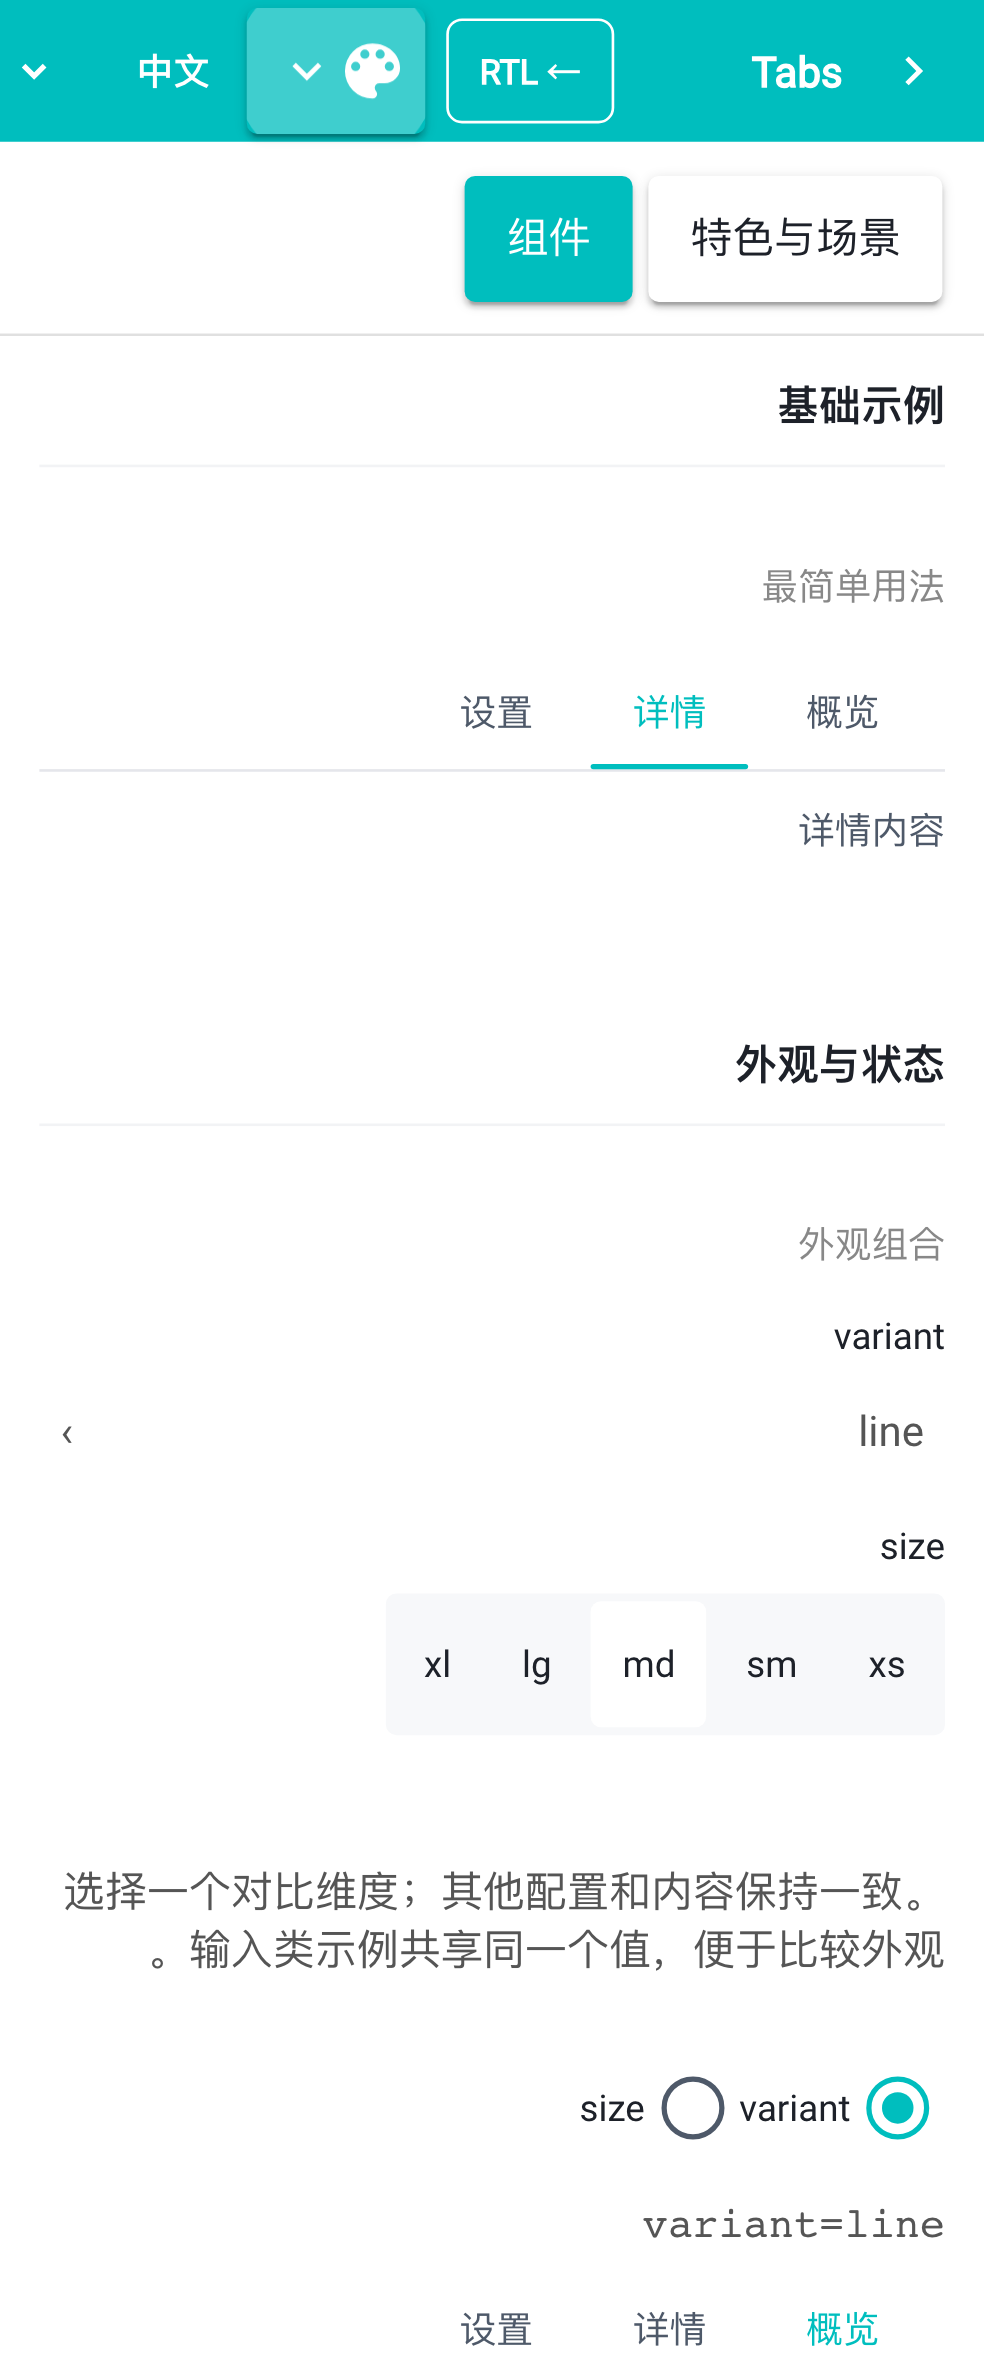 Tabs
RTL ←
中文
特色与场景
组件
基础示例
最简单用法
概览
详情
设置
详情内容
外观与状态
外观组合
variant
line
size
xs
sm
md
lg
xl
选择一个对比维度；其他配置和内容保持一致。
输入类示例共享同一个值，便于比较外观。
variant
size
variant=line
概览
详情
设置